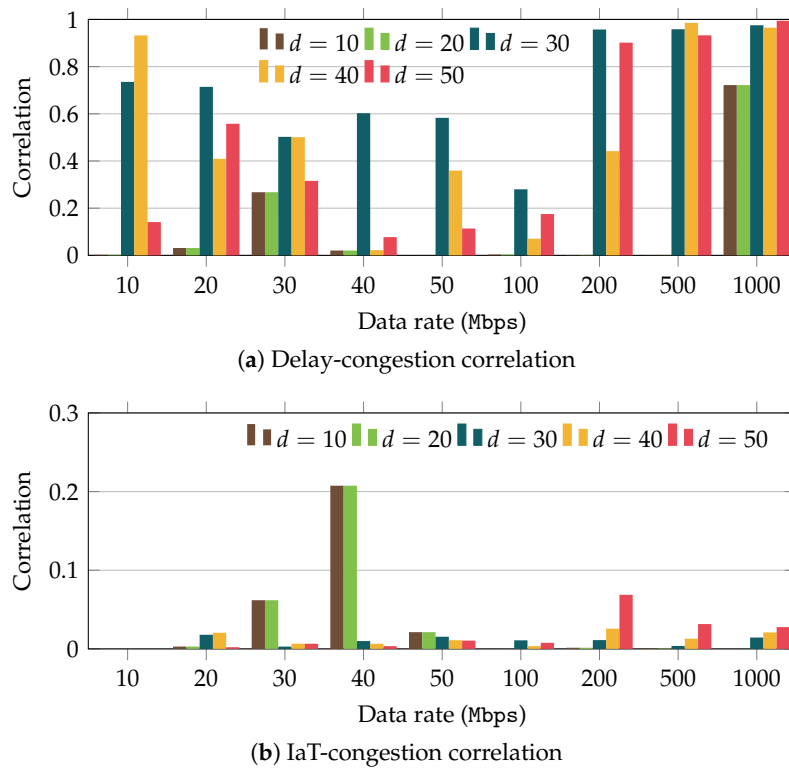 1
0.8
0.6
0.4
0.2
0
Correlation
d = 10 d = 20 d = 30
d = 40 d = 50
10 20 30 40 50 100 200 500 1000
Data rate (Mbps)
(a) Delay-congestion correlation
0.3
0.2
0.1
0
Correlation
d = 10 d = 20 d = 30 d = 40 d = 50
10 20 30 40 50 100 200 500 1000
Data rate (Mbps)
(b) IaT-congestion correlation